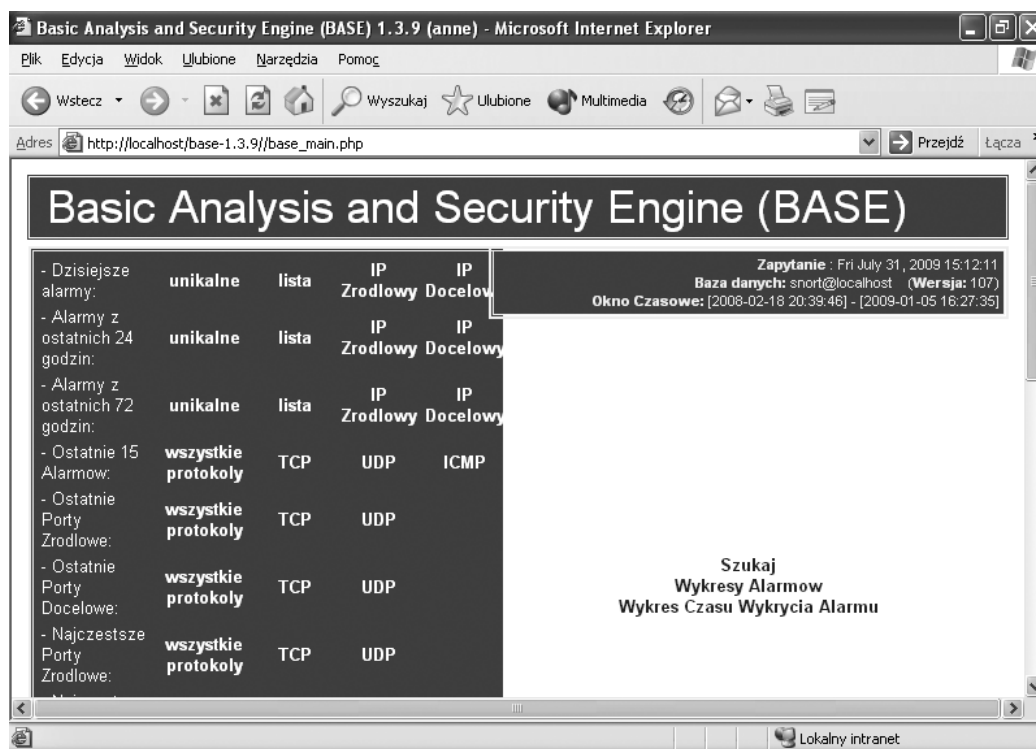 Basic Analysis and Security Engine (BASE) 1.3.9 (anne) - Microsoft Internet Explorer
Plik Edycja Widok Ulubione Narzędzia Pomoc
Wstecz Wyszukaj Ulubione Multimedia
Adres http://localhost/base-1.3.9//base_main.php Przejdź Łącza
Basic Analysis and Security Engine (BASE)
- Dzisiejsze alarmy: unikalne lista IP Zrodlowy IP Docelow
- Alarmy z ostatnich 24 godzin: unikalne lista IP Zrodlowy IP Docelowy
- Alarmy z ostatnich 72 godzin: unikalne lista IP Zrodlowy IP Docelowy
- Ostatnie 15 Alarmow: wszystkie protokoly TCP UDP ICMP
- Ostatnie Porty Zrodlowe: wszystkie protokoly TCP UDP
- Ostatnie Porty Docelowe: wszystkie protokoly TCP UDP
- Najczestsze Porty Zrodlowe: wszystkie protokoly TCP UDP
Zapytanie : Fri July 31, 2009 15:12:11
Baza danych: snort@localhost (Wersja: 107)
Okno Czasowe: [2008-02-18 20:39:46] - [2009-01-05 16:27:35]
Szukaj
Wykresy Alarmow
Wykres Czasu Wykrycia Alarmu
Lokalny intranet